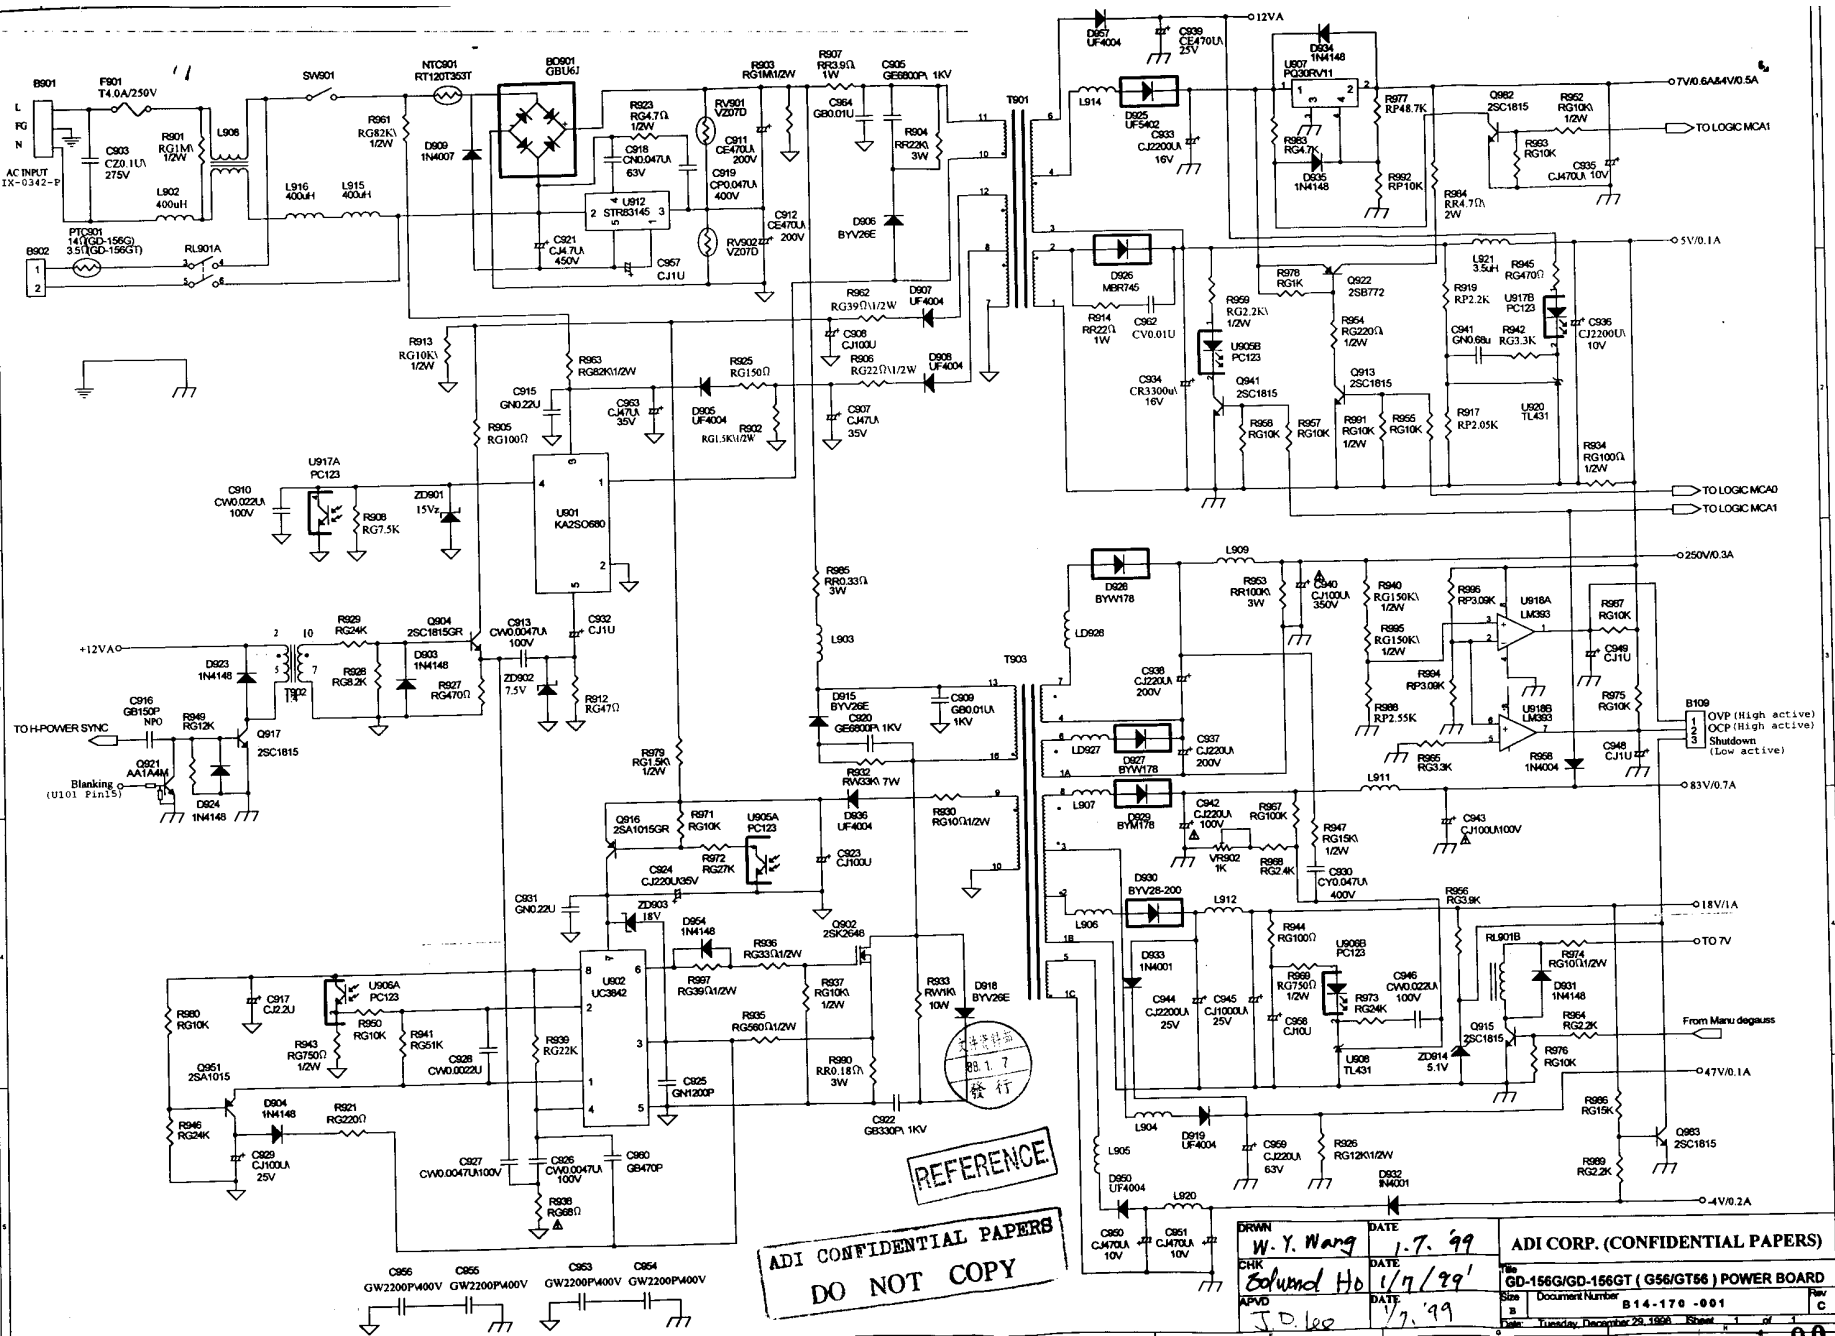 B901
L
FG
N
AC INPUT
IX-0342-P
F901
T4.0A/250V
C903
CZ0.1U\
275V
R901
RG1M\
1/2W
L908
L902
400uH
SW901
NTC901
RT120T353T
BD901
GBU6J
R961
RG82K\
1/2W
D909
1N4007
L916
400uH
L915
400uH
B902
1
2
PTC901
14Ω(GD-156G)
3.5Ω(GD-156GT)
RL901A
R923
RG4.7Ω
1/2W
C918
CN0.047U\
63V
RV901
VZ07D
C911
CE470U\
200V
C919
CP0.047U\
400V
U912
STR83145
C921
CJ4.7U\
450V
C957
CJ1U
RV902
VZ07D
C912
CE470U\
200V
R903
RG1M\1/2W
R907
RR3.9Ω
1W
C964
GB0.01U
C905
GE6800P\ 1KV
R904
RR22K\
3W
D906
BYV26E
T901
R962
RG39Ω\1/2W
D907
UF4004
C908
CJ100U
R906
RG22Ω\1/2W
D908
UF4004
R913
RG10K\
1/2W
R963
RG82K\1/2W
R925
RG150Ω
C915
GN0.22U
C963
CJ47U\
35V
D905
UF4004
R902
RG1.5K\1/2W
C907
CJ47U\
35V
R905
RG100Ω
U917A
PC123
C910
CW0.022U\
100V
R908
RG7.5K
ZD901
15Vz
U901
KA2SO680
D957
UF4004
C939
CE470U\
25V
12VA
L914
D925
UF5402
C933
CJ2200U\
16V
D934
1N4148
U907
PQ30RV11
R983
RG4.7K
D935
1N4148
R977
RP48.7K
R992
RP10K
Q982
2SC1815
R952
RG10K\
1/2W
R993
RG10K
C935
CJ470U\ 10V
7V/0.6A&4V/0.5A
TO LOGIC MCA1
R984
RR4.7Ω
2W
5V/0.1A
D926
MBR745
R914
RR22Ω
1W
C962
CV0.01U
C934
CR3300u\
16V
R959
RG2.2K\
1/2W
U905B
PC123
Q941
2SC1815
R978
RG1K
Q922
2SB772
R954
RG220Ω
1/2W
Q913
2SC1815
R958
RG10K
R957
RG10K
R991
RG10K
1/2W
R955
RG10K
L921
3.5uH
R945
RG470Ω
R919
RP2.2K
U917B
PC123
C941
GN0.68u
R942
RG3.3K
C936
CJ2200U\
10V
R917
RP2.05K
U920
TL431
R934
RG100Ω
1/2W
TO LOGIC MCA0
TO LOGIC MCA1
+12VA
D923
1N4148
T902
R929
RG24K
R928
RG8.2K
Q904
2SC1815GR
D903
1N4148
R927
RG470Ω
C913
CW0.0047U\
100V
ZD902
7.5V
C932
CJ1U
R912
RG47Ω
TO H-POWER SYNC
C916
GB150P
NPO
R949
RG12K
Q917
2SC1815
Q921
AA1A4M
Blanking
(U101 Pin15)
D924
1N4148
R985
RR0.33Ω
3W
L903
D915
BYV26E
C920
GE6800P\ 1KV
C909
GB0.01U\
1KV
R932
RW33K\ 7W
T903
R979
RG1.5K\
1/2W
D936
UF4004
R930
RG10Ω\1/2W
Q916
2SA1015GR
R971
RG10K
U905A
PC123
R972
RG27K
C923
CJ100U
C924
CJ220U\35V
C931
GN0.22U
ZD903
18V
D954
1N4148
R936
RG33Ω\1/2W
Q902
2SK2648
U902
UC3842
R997
RG39Ω\1/2W
R937
RG10K\
1/2W
R933
RW1K\
10W
D918
BYV26E
R935
RG560Ω\1/2W
R990
RR0.18Ω\
3W
C925
GN1200P
C922
GB330P\ 1KV
R980
RG10K
C917
CJ2.2U
U906A
PC123
R950
RG10K
R943
RG750Ω
1/2W
R941
RG51K
C928
CW0.0022U
R939
RG22K
Q951
2SA1015
D904
1N4148
R921
RG220Ω
R946
RG24K
C929
CJ100U\
25V
C927
CW0.0047U\100V
C926
CW0.0047U\
100V
C960
GB470P
R938
RG68Ω
C956
GW2200P\400V
C955
GW2200P\400V
C953
GW2200P\400V
C954
GW2200P\400V
D928
BYW178
L909
LD928
R953
RR100K\
3W
C940
CJ100U\
350V
250V/0.3A
R940
RG150K\
1/2W
R995
RG150K\
1/2W
R988
RP2.55K
R996
RP3.09K
R994
RP3.09K
U918A
LM393
U918B
LM393
R987
RG10K
C949
CJ1U
R975
RG10K
C948
CJ1U
R965
RG3.3K
B109
1 OVP (High active)
2 OCP (High active)
3 Shutdown
(Low active)
C938
CJ220U\
200V
LD927
D927
BYW178
C937
CJ220U\
200V
L907
D929
BYM178
C942
CJ220U\
100V
VR902
1K
R967
RG100K
R968
RG2.4K
R947
RG15K\
1/2W
C930
CY0.047U\
400V
L911
1N4004
83V/0.7A
C943
CJ100U\100V
D930
BYV28-200
L906
L912
D933
1N4001
C944
CJ2200U\
25V
C945
CJ1000U\
25V
R944
RG100Ω
R969
RG750Ω
1/2W
C958
CJ10U
U906B
PC123
R973
RG24K
C946
CW0.022U\
100V
U908
TL431
R956
RG3.9K
RL901B
18V/1A
TO 7V
R974
RG10Ω\1/2W
D931
1N4148
Q915
2SC1815
ZD914
5.1V
R964
RG2.2K
R976
RG10K
From Manu degauss
47V/0.1A
L904
D919
UF4004
C959
CJ220U\
63V
R926
RG12K\1/2W
R986
RG15K
Q983
2SC1815
R989
RG2.2K
L905
D950
UF4004
L920
D932
1N4001
C950
CJ470U\
10V
C951
CJ470U\
10V
-4V/0.2A
88.1.7
發行
REFERENCE
ADI CONFIDENTIAL PAPERS
DO NOT COPY
DRWN W. Y. Wang DATE 1.7.'99
CHK Edward Ho DATE 1/7/99'
APVD J.D. Lee DATE 1/7.'99
ADI CORP. (CONFIDENTIAL PAPERS)
Title
GD-156G/GD-156GT ( G56/GT56 ) POWER BOARD
Size B Document Number B14-170 -001 Rev C
Date: Tuesday, December 29, 1998 Sheet 1 of 1